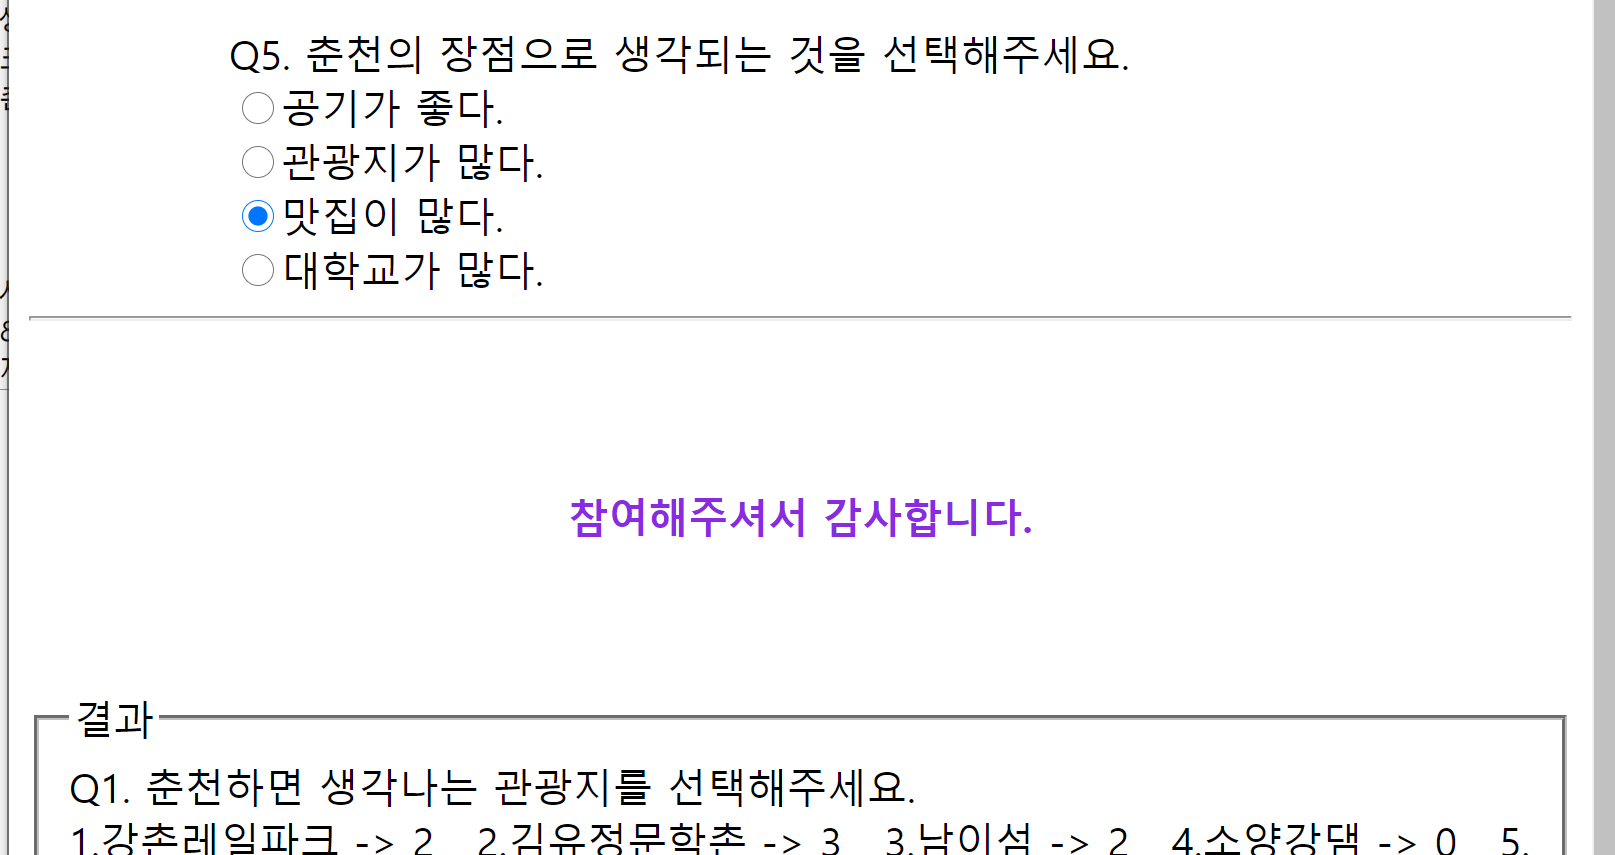 Q5. 춘천의 장점으로 생각되는 것을 선택해주세요.
공기가 좋다.
관광지가 많다.
맛집이 많다.
대학교가 많다.
참여해주셔서 감사합니다.
결과
Q1. 춘천하면 생각나는 관광지를 선택해주세요.
1.강촌레일파크 -> 2 2.김유정문학촌 -> 3 3.남이섬 -> 2 4.소양강댐 -> 0 5.